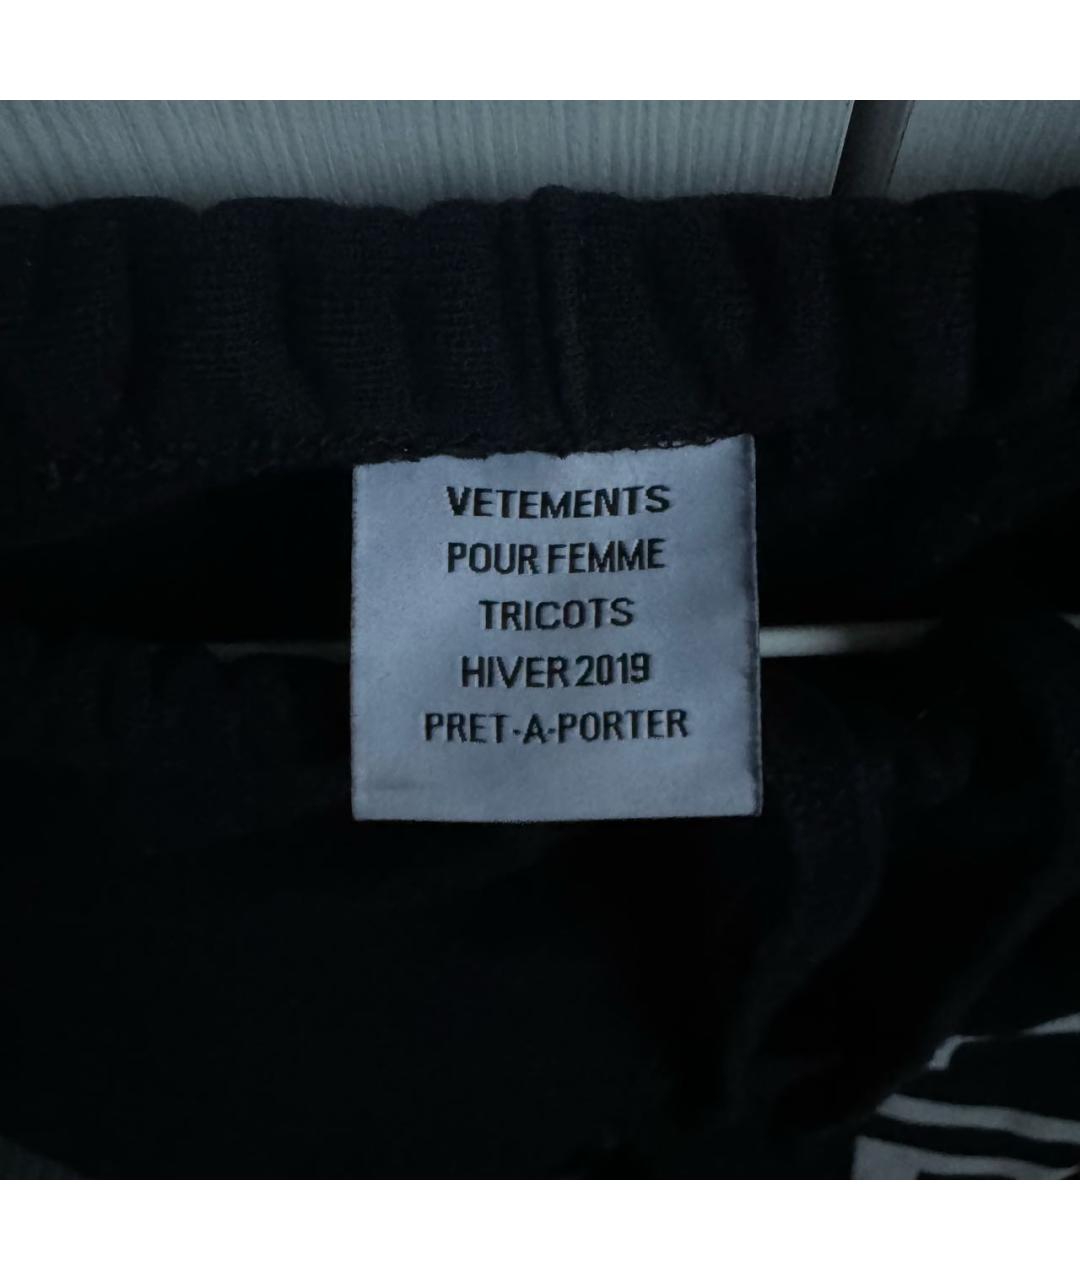 VETEMENTS
POUR FEMME
TRICOTS
HIVER 2019
PRET-A-PORTER